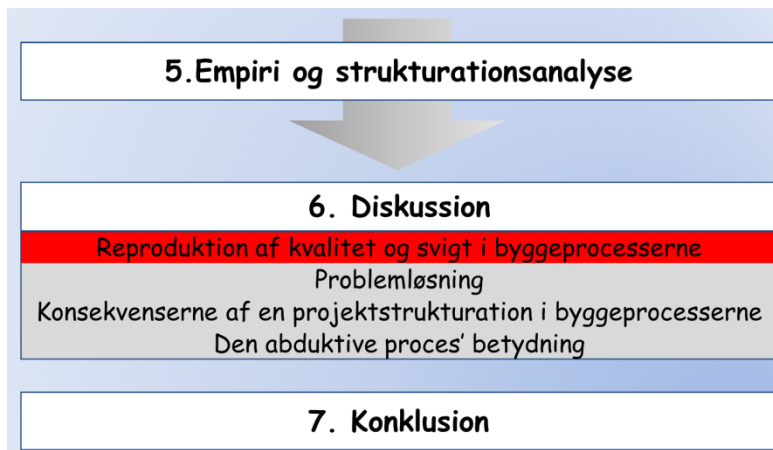 5.Empiri og strukturationsanalyse
6. Diskussion
Reproduktion af kvalitet og svigt i byggeprocesserne
Problemløsning
Konsekvenserne af en projektstrukturation i byggeprocesserne
Den abduktive proces' betydning
7. Konklusion